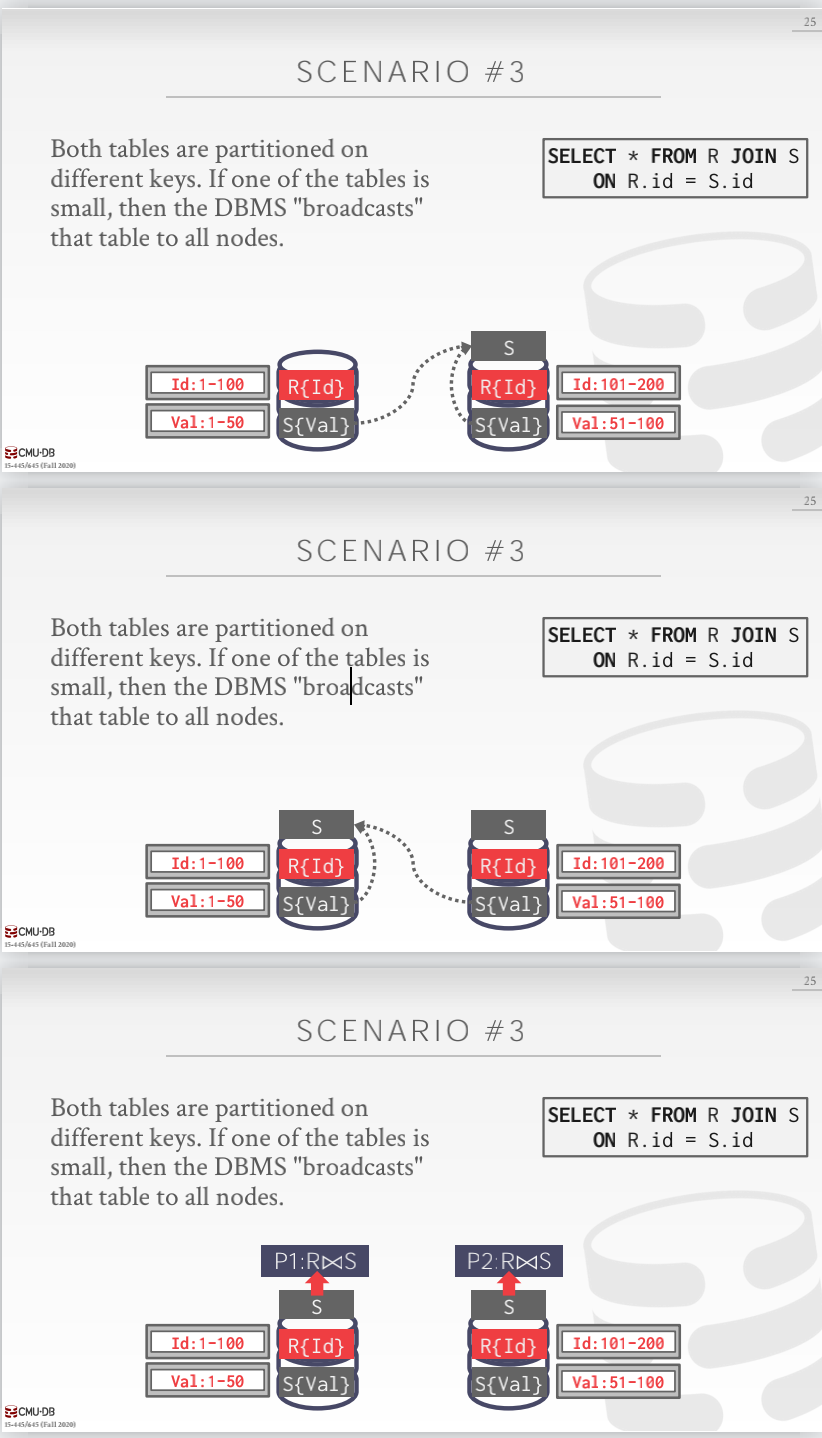 25
SCENARIO #3
Both tables are partitioned on
different keys. If one of the tables is
small, then the DBMS "broadcasts"
that table to all nodes.
SELECT * FROM R JOIN S
ON R.id = S.id
S
Id:1-100
R{Id}
R{Id}
Id:101-200
Val:1-50
S{Val}
S{Val}
Val:51-100
CMU·DB
15-445/645 (Fall 2020)
25
SCENARIO #3
Both tables are partitioned on
different keys. If one of the tables is
small, then the DBMS "broadcasts"
that table to all nodes.
SELECT * FROM R JOIN S
ON R.id = S.id
S
S
Id:1-100
R{Id}
R{Id}
Id:101-200
Val:1-50
S{Val}
S{Val}
Val:51-100
CMU·DB
15-445/645 (Fall 2020)
25
SCENARIO #3
Both tables are partitioned on
different keys. If one of the tables is
small, then the DBMS "broadcasts"
that table to all nodes.
SELECT * FROM R JOIN S
ON R.id = S.id
P1:R⨝S
P2:R⨝S
S
S
Id:1-100
R{Id}
R{Id}
Id:101-200
Val:1-50
S{Val}
S{Val}
Val:51-100
CMU·DB
15-445/645 (Fall 2020)